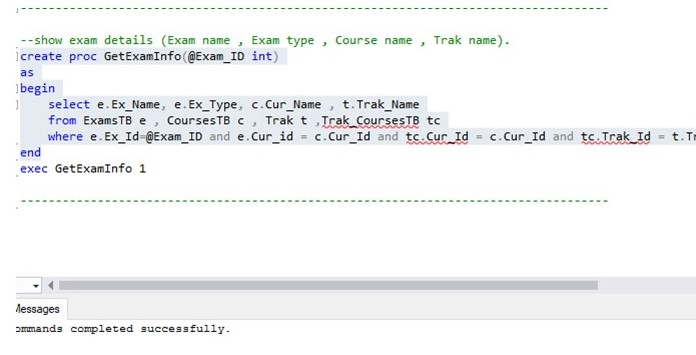 --show exam details (Exam name , Exam type , Course name , Trak name).
create proc GetExamInfo(@Exam_ID int)
as
begin
select e.Ex_Name, e.Ex_Type, c.Cur_Name , t.Trak_Name
from ExamsTB e , CoursesTB c , Trak t ,Trak_CoursesTB tc
where e.Ex_Id=@Exam_ID and e.Cur_id = c.Cur_Id and tc.Cur_Id = c.Cur_Id and tc.Trak_Id = t.Tr
end
exec GetExamInfo 1
Messages
ommands completed successfully.